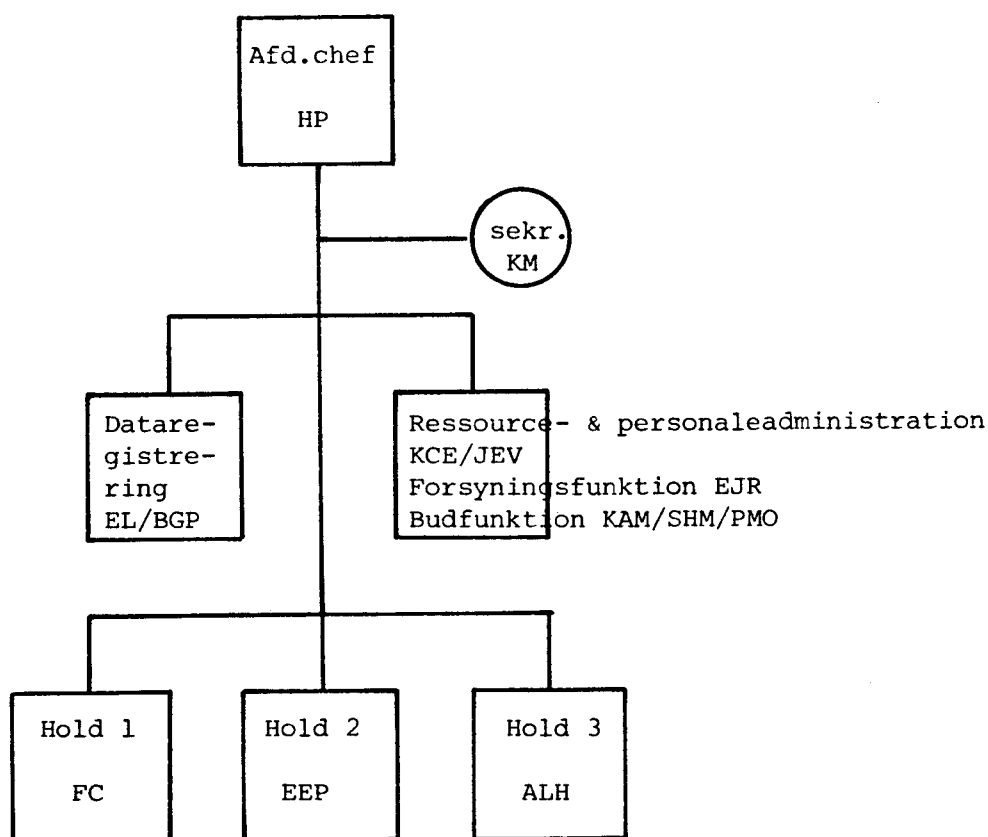 Afd.chef
HP
sekr.
KM
Datare-
gistre-
ring
EL/BGP
Ressource- & personaleadministration
KCE/JEV
Forsyningsfunktion EJR
Budfunktion KAM/SHM/PMO
Hold 1
FC
Hold 2
EEP
Hold 3
ALH